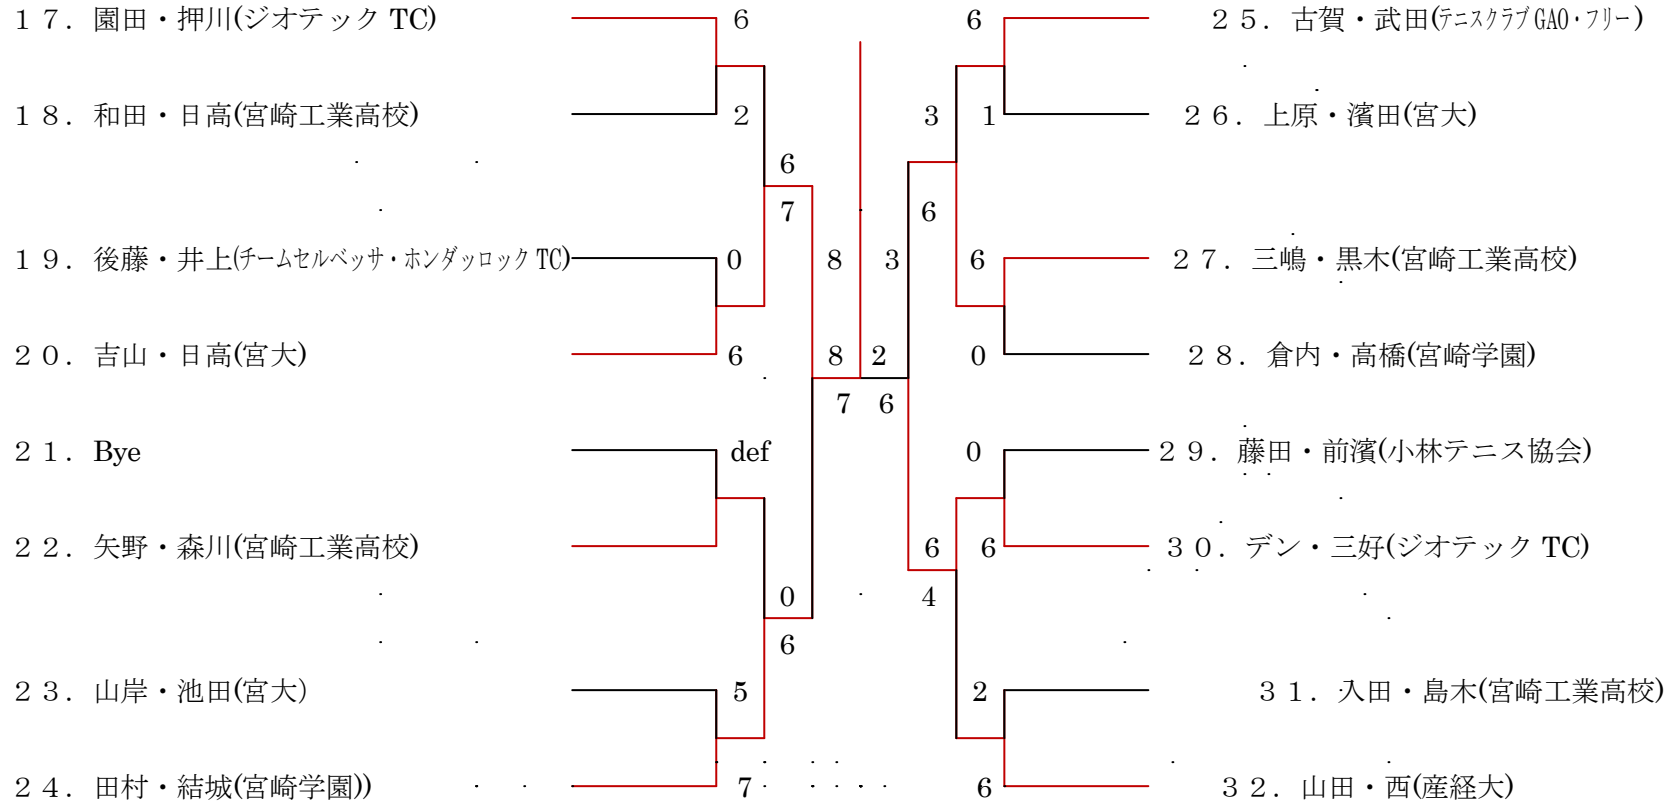 １７．園田・押川(ジオテック TC)
6
１８．和田・日高(宮崎工業高校)
2
6
7
１９．後藤・井上(チームセルベッサ・ホンダッロック TC)
0
２０．吉山・日高(宮大)
6
8
8
7
２１．Bye
def
２２．矢野・森川(宮崎工業高校)
0
6
２３．山岸・池田(宮大）
5
２４．田村・結城(宮崎学園))
7
6
２５．古賀・武田(テニスクラブ GAO・フリー)
3
1
２６．上原・濱田(宮大)
6
3
6
２７．三嶋・黒木(宮崎工業高校)
2
0
２８．倉内・高橋(宮崎学園)
6
0
２９．藤田・前濱(小林テニス協会)
6
6
３０．デン・三好(ジオテック TC)
4
2
３１．入田・島木(宮崎工業高校)
6
３２．山田・西(産経大)